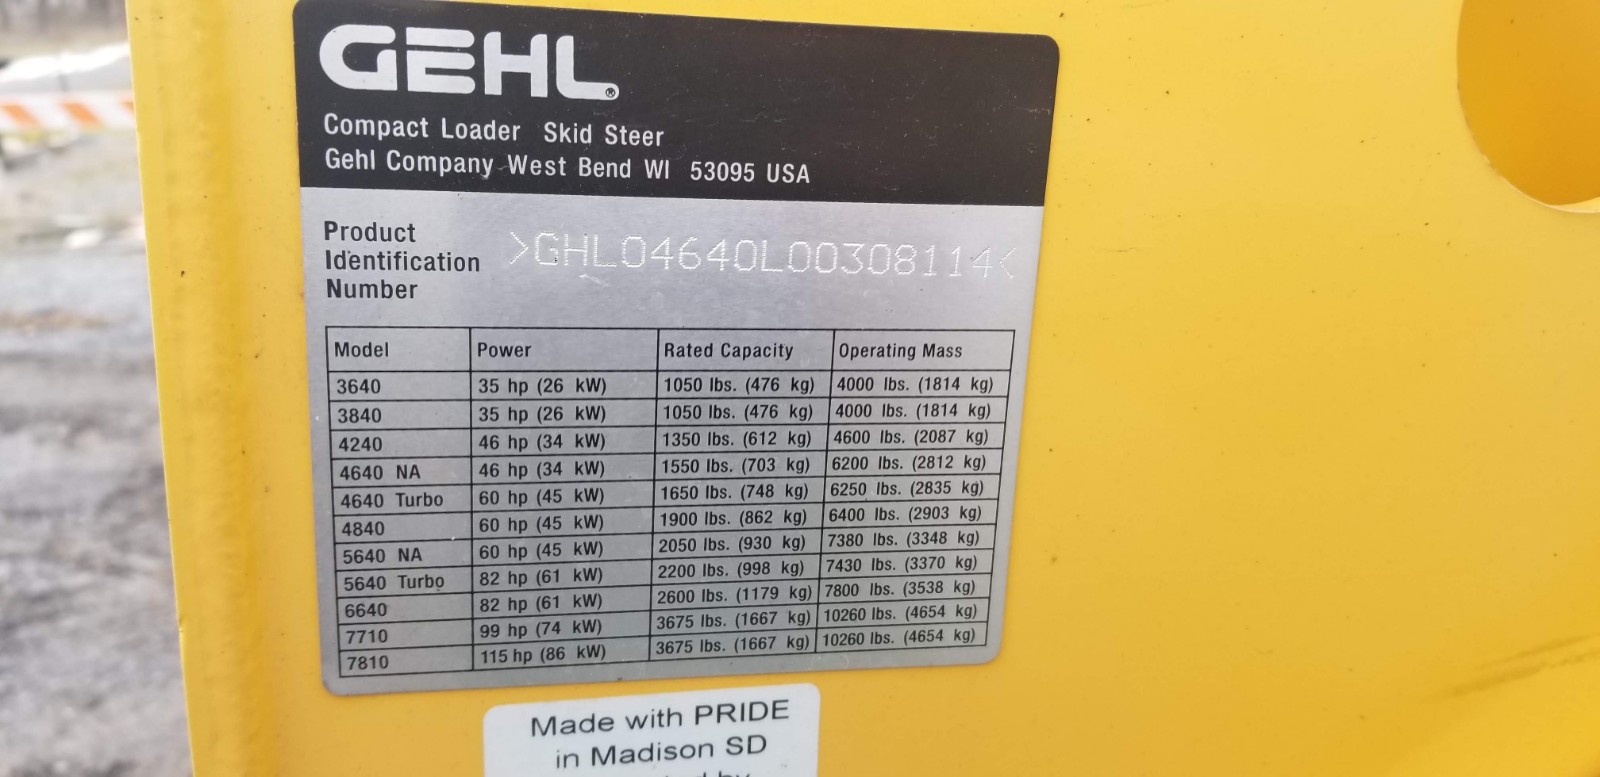 GEHL®
Compact Loader Skid Steer
Gehl Company West Bend WI 53095 USA
Product
Identification
Number
>GHL04640L00308114<
Model Power Rated Capacity Operating Mass
3640 35 hp (26 kW) 1050 lbs. (476 kg) 4000 lbs. (1814 kg)
3840 35 hp (26 kW) 1050 lbs. (476 kg) 4000 lbs. (1814 kg)
4240 46 hp (34 kW) 1350 lbs. (612 kg) 4600 lbs. (2087 kg)
4640 NA 46 hp (34 kW) 1550 lbs. (703 kg) 6200 lbs. (2812 kg)
4640 Turbo 60 hp (45 kW) 1650 lbs. (748 kg) 6250 lbs. (2835 kg)
4840 60 hp (45 kW) 1900 lbs. (862 kg) 6400 lbs. (2903 kg)
5640 NA 60 hp (45 kW) 2050 lbs. (930 kg) 7380 lbs. (3348 kg)
5640 Turbo 82 hp (61 kW) 2200 lbs. (998 kg) 7430 lbs. (3370 kg)
6640 82 hp (61 kW) 2600 lbs. (1179 kg) 7800 lbs. (3538 kg)
7710 99 hp (74 kW) 3675 lbs. (1667 kg) 10260 lbs. (4654 kg)
7810 115 hp (86 kW) 3675 lbs. (1667 kg) 10260 lbs. (4654 kg)
Made with PRIDE
in Madison SD
by